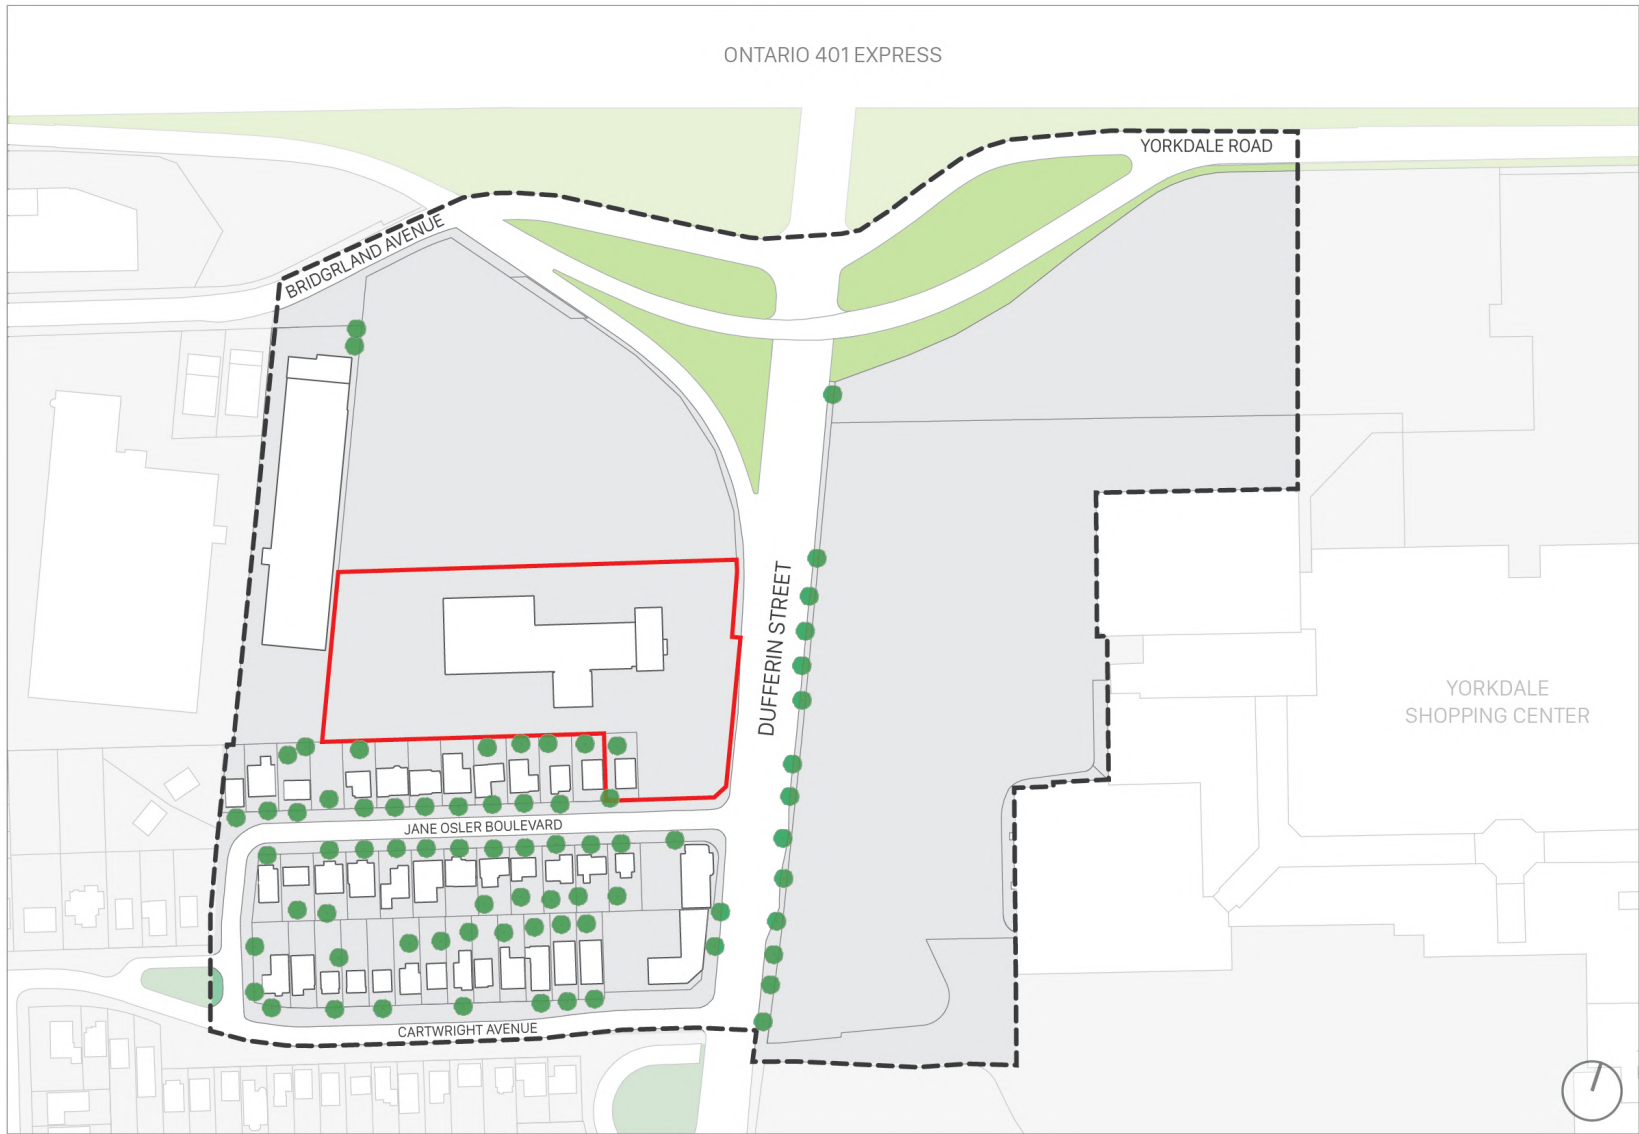 ONTARIO 401 EXPRESS
YORKDALE ROAD
BRIDGRLAND AVENUE
DUFFERIN STREET
YORKDALE
SHOPPING CENTER
JANE OSLER BOULEVARD
CARTWRIGHT AVENUE